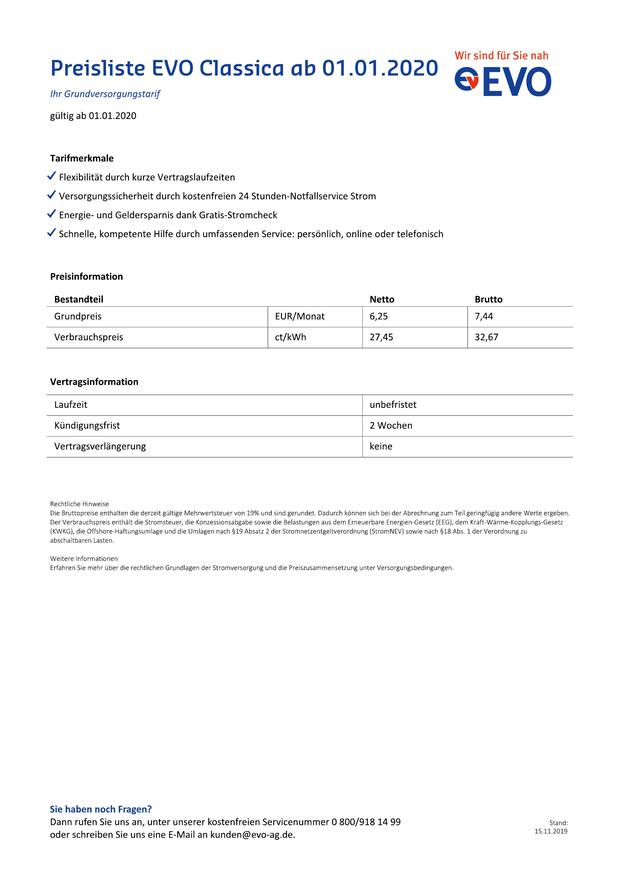 Wir sind für Sie nah
EVO
Preisliste EVO Classica ab 01.01.2020
Ihr Grundversorgungstarif
gültig ab 01.01.2020
Tarifmerkmale
Flexibilität durch kurze Vertragslaufzeiten
Versorgungssicherheit durch kostenfreien 24 Stunden-Notfallservice Strom
Energie- und Geldersparnis dank Gratis-Stromcheck
Schnelle, kompetente Hilfe durch umfassenden Service: persönlich, online oder telefonisch
Preisinformation
Bestandteil Netto Brutto
Grundpreis EUR/Monat 6,25 7,44
Verbrauchspreis ct/kWh 27,45 32,67
Vertragsinformation
Laufzeit unbefristet
Kündigungsfrist 2 Wochen
Vertragsverlängerung keine
Rechtliche Hinweise
Die Bruttopreise enthalten die derzeit gültige Mehrwertsteuer von 19% und sind gerundet. Dadurch können sich bei der Abrechnung zum Teil geringfügig andere Werte ergeben.
Der Verbrauchspreis enthält die Stromsteuer, die Konzessionsabgabe sowie die Belastungen aus dem Erneuerbare Energien-Gesetz (EEG), dem Kraft-Wärme-Kopplungs-Gesetz
(KWKG), die Offshore-Haftungsumlage und die Umlagen nach §19 Absatz 2 der Stromnetzentgeltverordnung (StromNEV) sowie nach §18 Abs. 1 der Verordnung zu
abschaltbaren Lasten.
Weitere Informationen
Erfahren Sie mehr über die rechtlichen Grundlagen der Stromversorgung und die Preiszusammensetzung unter Versorgungsbedingungen.
Sie haben noch Fragen?
Dann rufen Sie uns an, unter unserer kostenfreien Servicenummer 0 800/918 14 99
oder schreiben Sie uns eine E-Mail an kunden@evo-ag.de.
Stand:
15.11.2019